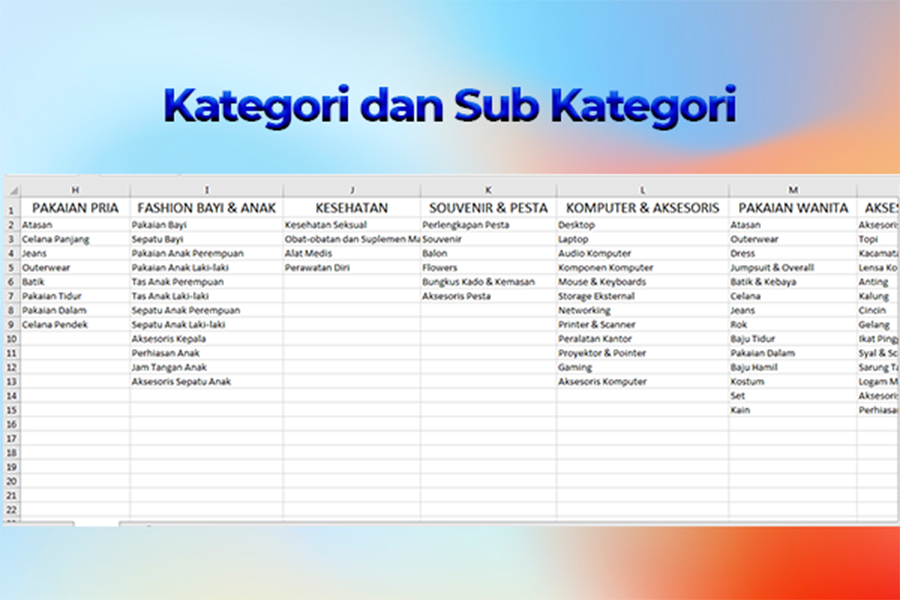 Kategori dan Sub Kategori
H I J K L M
1 PAKAIAN PRIA FASHION BAYI & ANAK KESEHATAN SOUVENIR & PESTA KOMPUTER & AKSESORIS PAKAIAN WANITA AKSES
2 Atasan Pakaian Bayi Kesehatan Seksual Perlengkapan Pesta Desktop Atasan Aksesori
3 Celana Panjang Sepatu Bayi Obat-obatan dan Suplemen Ma Souvenir Laptop Outerwear Topi
4 Jeans Pakaian Anak Perempuan Alat Medis Balon Audio Komputer Dress Kacamat
5 Outerwear Pakaian Anak Laki-laki Perawatan Diri Flowers Komponen Komputer Jumpsuit & Overall Lensa Ko
6 Batik Tas Anak Perempuan Bungkus Kado & Kemasan Mouse & Keyboards Batik & Kebaya Anting
7 Pakaian Tidur Tas Anak Laki-laki Aksesoris Pesta Storage Eksternal Celana Kalung
8 Pakaian Dalam Sepatu Anak Perempuan Networking Jeans Cincin
9 Celana Pendek Sepatu Anak Laki-laki Printer & Scanner Rok Gelang
10 Aksesoris Kepala Peralatan Kantor Baju Tidur Ikat Ping
11 Perhiasan Anak Proyektor & Pointer Pakaian Dalam Syal & Sc
12 Jam Tangan Anak Gaming Baju Hamil Sarung Ta
13 Aksesoris Sepatu Anak Aksesoris Komputer Kostum Logam M
14 Set Aksesori
15 Kain Perhiasa
16
17
18
19
20
21
22